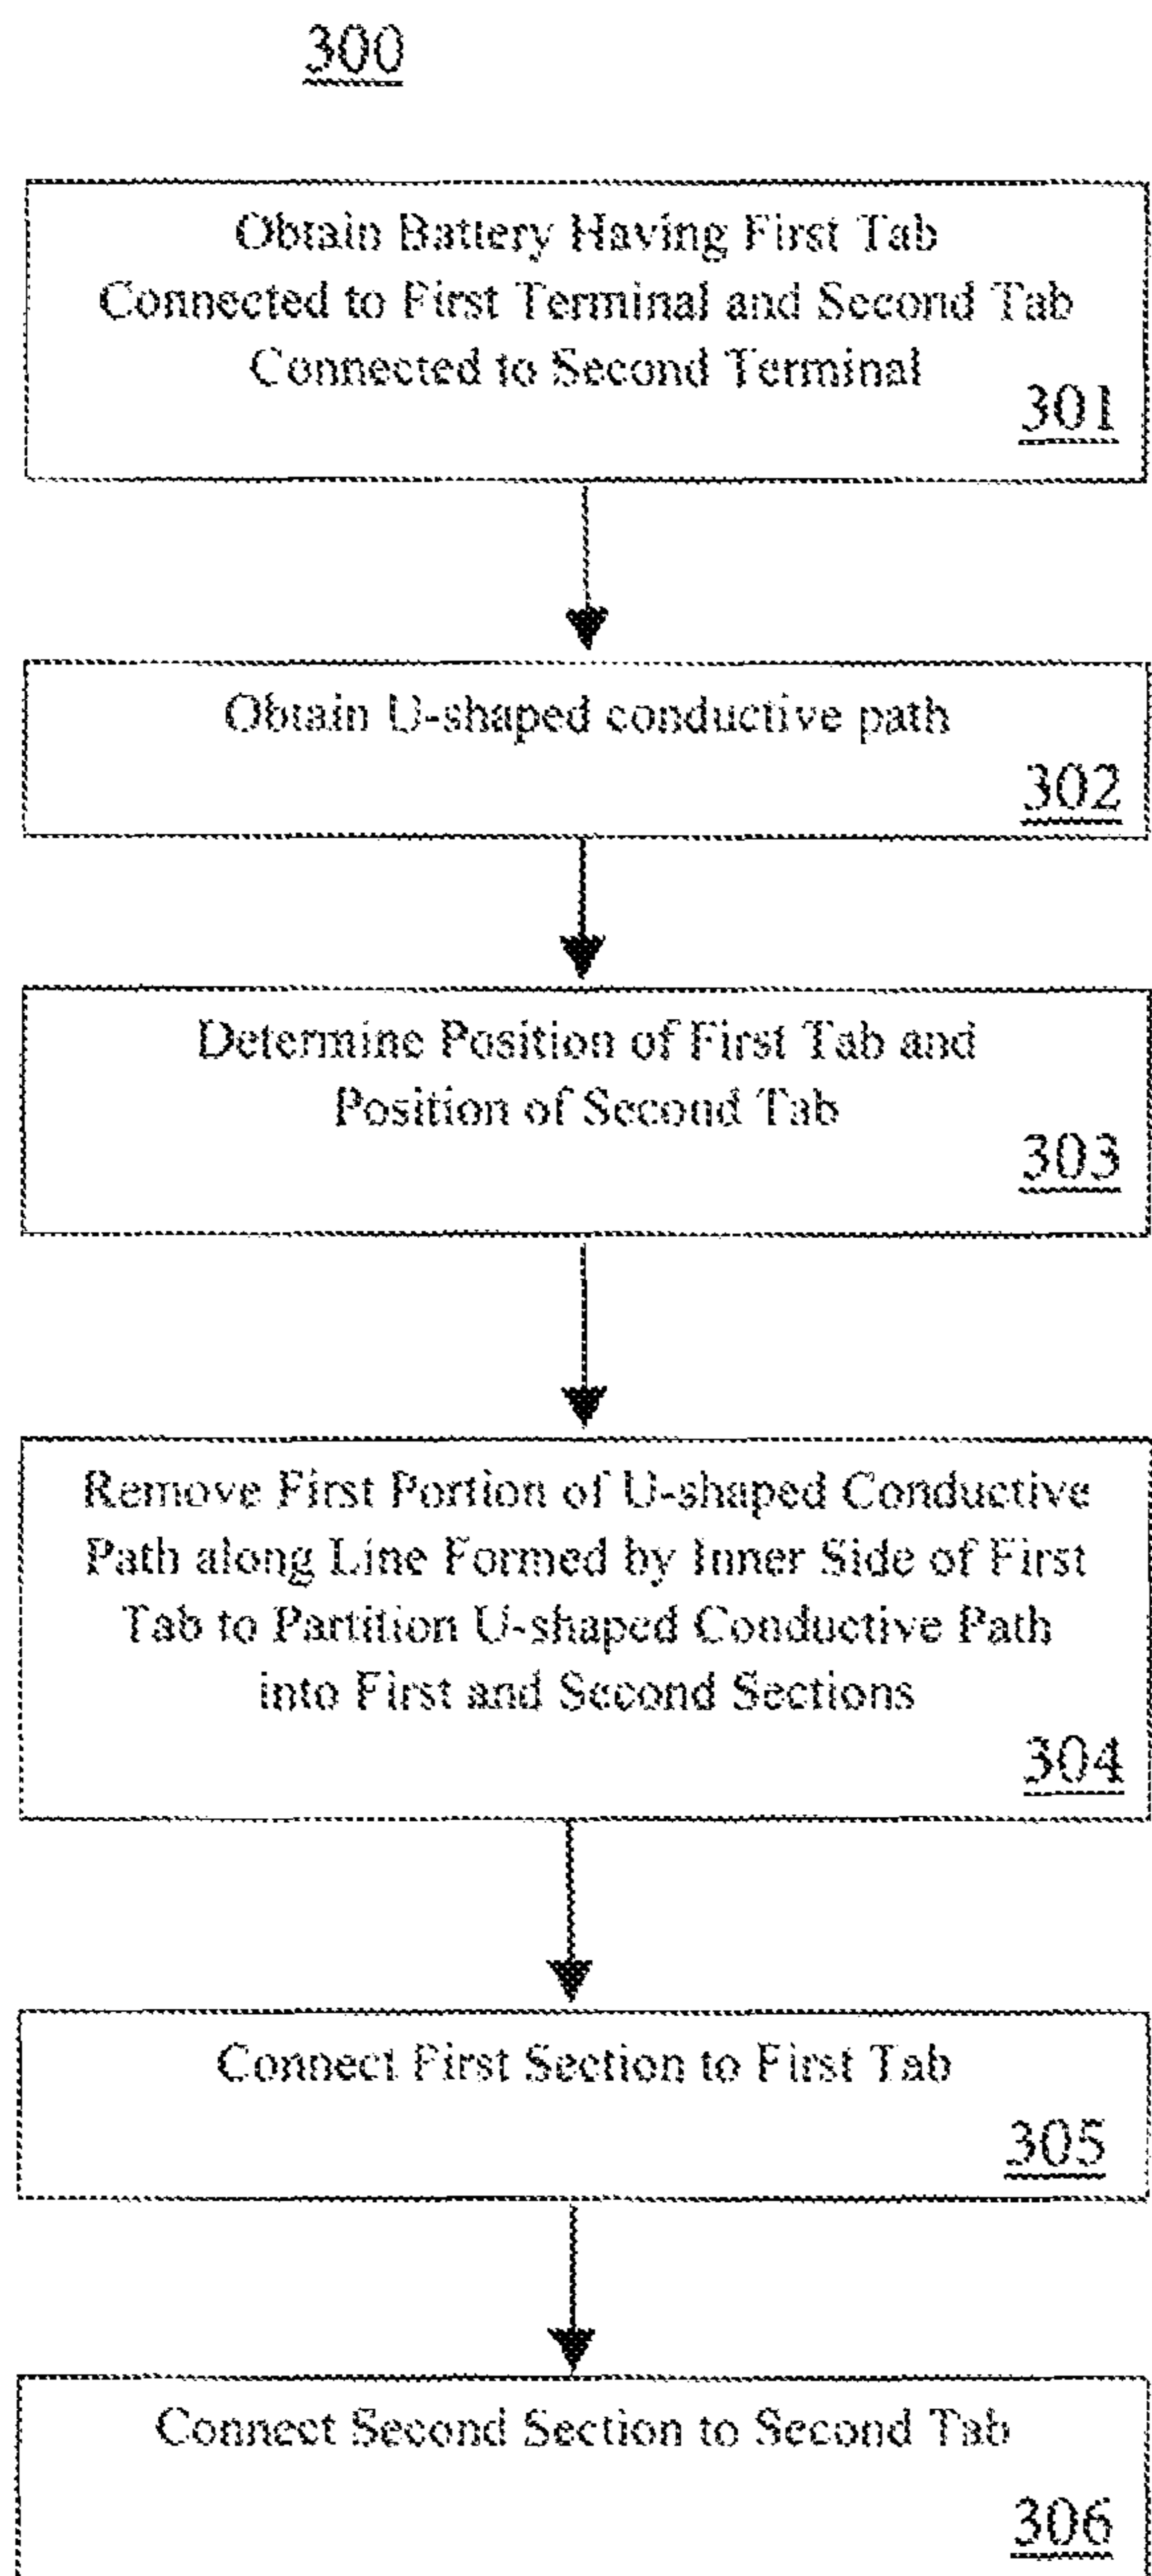 300
Obtain Battery Having First Tab
Connected to First Terminal and Second Tab
Connected to Second Terminal
301
Obtain U-shaped conductive path
302
Determine Position of First Tab and
Position of Second Tab
303
Remove First Portion of U-shaped Conductive
Path along Line Formed by Inner Side of First
Tab to Partition U-shaped Conductive Path
into First and Second Sections
304
Connect First Section to First Tab
305
Connect Second Section to Second Tab
306